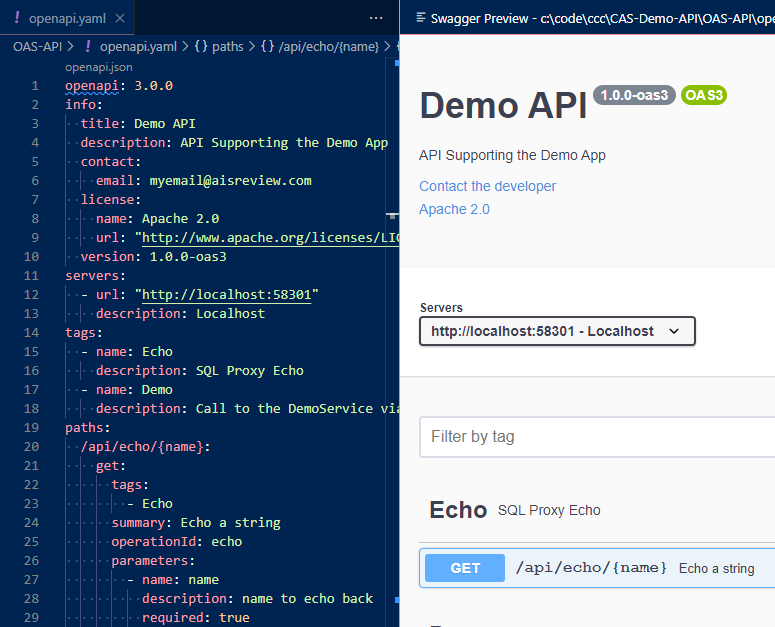 ! openapi.yaml ×
...
OAS-API > ! openapi.yaml > {} paths > {} /api/echo/{name} > {
openapi.json
1 openapi: 3.0.0
2 info:
3 title: Demo API
4 description: API Supporting the Demo App
5 contact:
6 email: myemail@aisreview.com
7 license:
8 name: Apache 2.0
9 url: "http://www.apache.org/licenses/LIC
10 version: 1.0.0-oas3
11 servers:
12 - url: "http://localhost:58301"
13 description: Localhost
14 tags:
15 - name: Echo
16 description: SQL Proxy Echo
17 - name: Demo
18 description: Call to the DemoService via
19 paths:
20 /api/echo/{name}:
21 get:
22 tags:
23 - Echo
24 summary: Echo a string
25 operationId: echo
26 parameters:
27 - name: name
28 description: name to echo back
29 required: true
Swagger Preview - c:\code\ccc\CAS-Demo-API\OAS-API\ope
Demo API 1.0.0-oas3 OAS3
API Supporting the Demo App
Contact the developer
Apache 2.0
Servers
http://localhost:58301 - Localhost
Filter by tag
Echo SQL Proxy Echo
GET /api/echo/{name} Echo a string